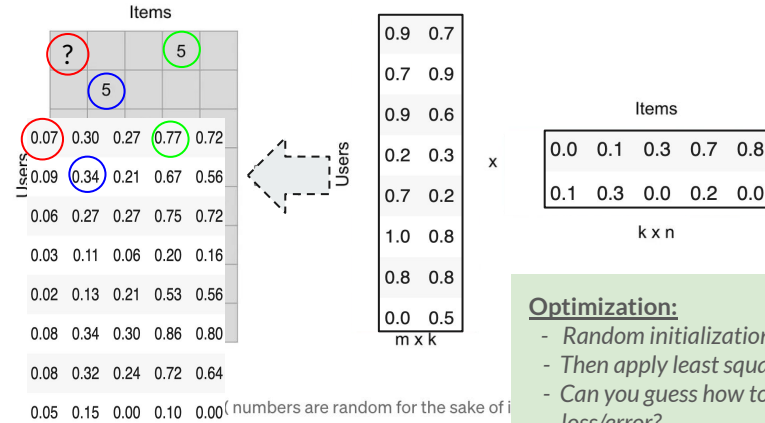 Items
? 5
5
Users
0.07 0.30 0.27 0.77 0.72
0.09 0.34 0.21 0.67 0.56
0.06 0.27 0.27 0.75 0.72
0.03 0.11 0.06 0.20 0.16
0.02 0.13 0.21 0.53 0.56
0.08 0.34 0.30 0.86 0.80
0.08 0.32 0.24 0.72 0.64
0.05 0.15 0.00 0.10 0.00
Users
0.9 0.7
0.7 0.9
0.9 0.6
0.2 0.3
0.7 0.2
1.0 0.8
0.8 0.8
0.0 0.5
m x k
x
Items
0.0 0.1 0.3 0.7 0.8
0.1 0.3 0.0 0.2 0.0
k x n
( numbers are random for the sake of i
Optimization:
- Random initialization
- Then apply least squa
- Can you guess how to
loss/error?